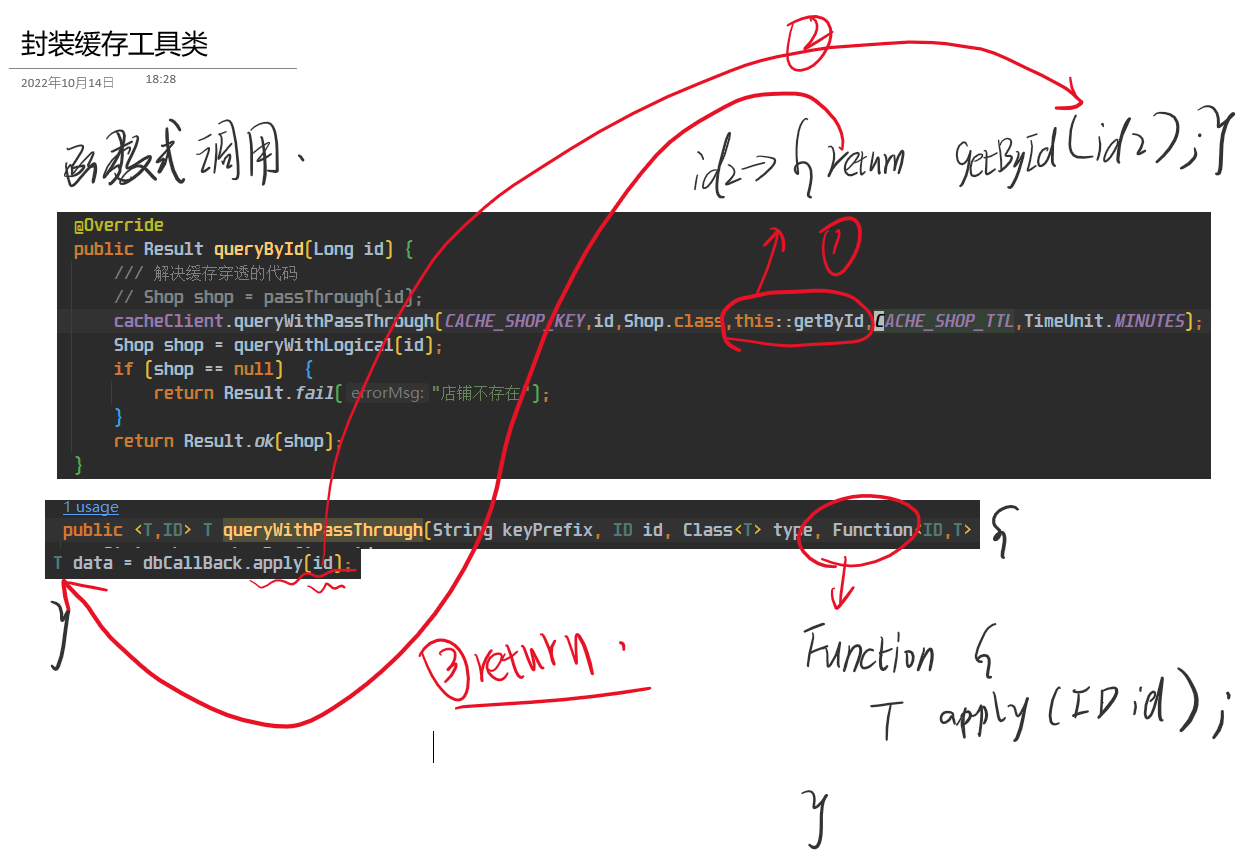 封装缓存工具类
2022年10月14日 18:28
②
函数式调用.
id2→ { return getById(id2);}
①
@Override
public Result queryById(Long id) {
/// 解决缓存穿透的代码
// Shop shop = passThrough(id);
cacheClient.queryWithPassThrough(CACHE_SHOP_KEY,id,Shop.class,this::getById,CACHE_SHOP_TTL,TimeUnit.MINUTES);
Shop shop = queryWithLogical(id);
if (shop == null) {
return Result.fail( errorMsg: "店铺不存在");
}
return Result.ok(shop);
}
1 usage
public <T,ID> T queryWithPassThrough(String keyPrefix, ID id, Class<T> type, Function<ID,T> {
T data = dbCallBack.apply(id);
}
③return.
Function {
T apply(ID id);
}